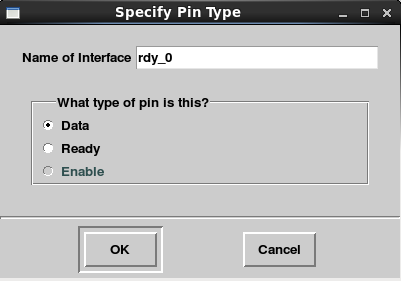 Specify Pin Type
Name of Interface rdy_0
What type of pin is this?
Data
Ready
Enable
OK Cancel